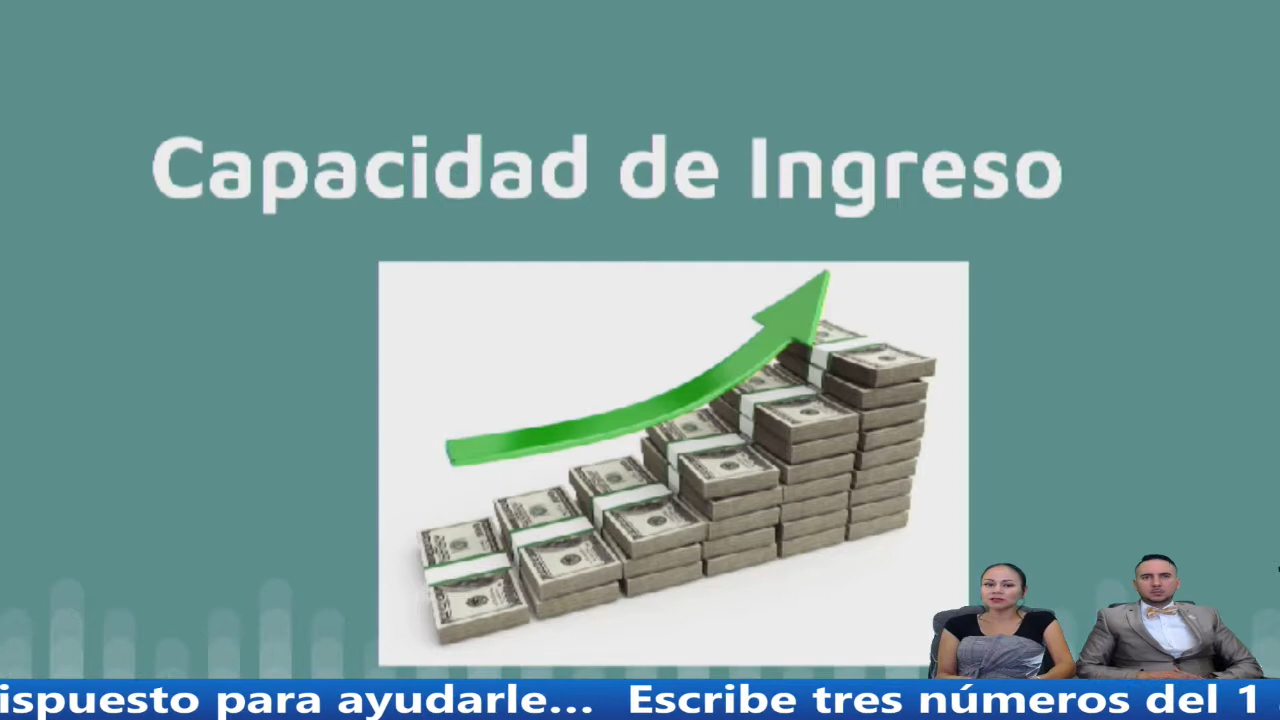 Capacidad de Ingreso
ispuesto para ayudarle... Escribe tres números del 1